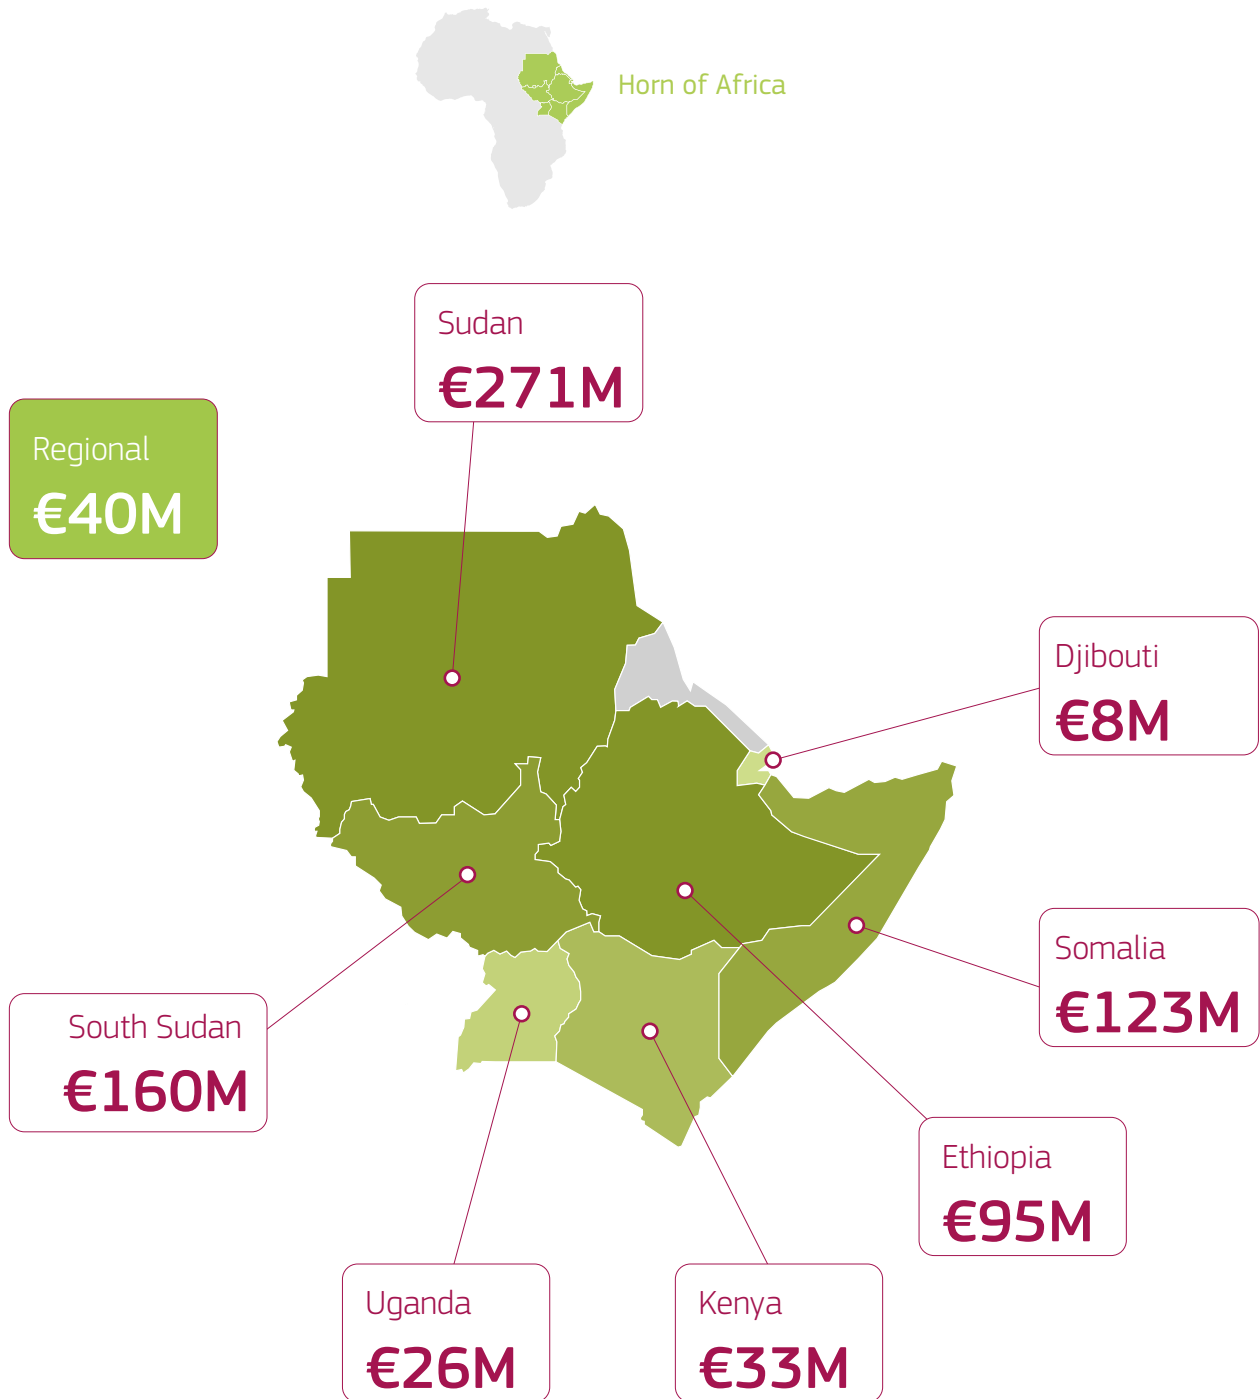 Horn of Africa
Sudan
€271M
Regional
€40M
Djibouti
€8M
Somalia
€123M
South Sudan
€160M
Ethiopia
€95M
Uganda
€26M
Kenya
€33M